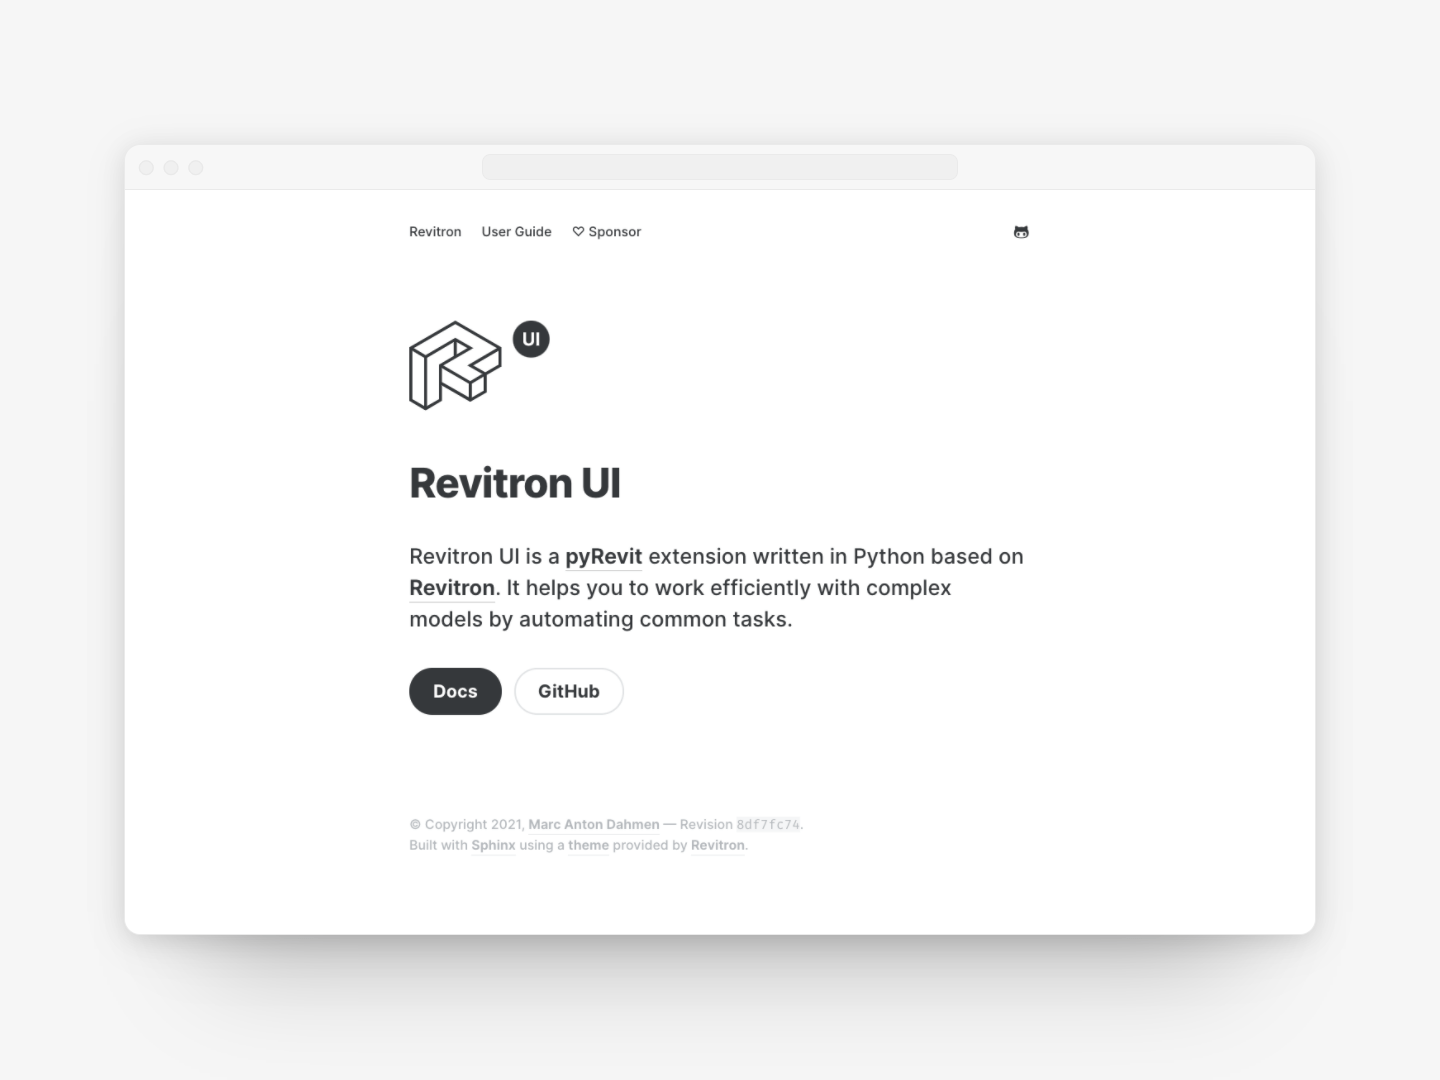 Revitron User Guide ♡ Sponsor
UI
Revitron UI
Revitron UI is a pyRevit extension written in Python based on
Revitron. It helps you to work efficiently with complex
models by automating common tasks.
Docs GitHub
© Copyright 2021, Marc Anton Dahmen — Revision 8df7fc74.
Built with Sphinx using a theme provided by Revitron.